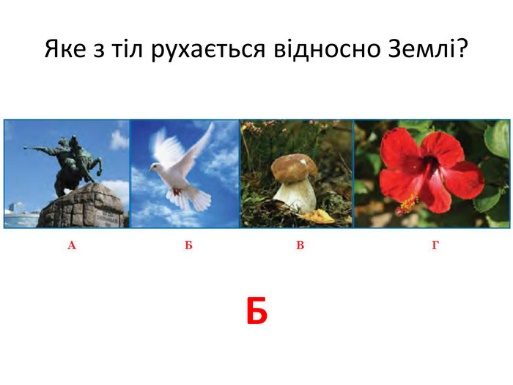 Яке з тіл рухається відносно Землі?
А Б В Г
Б